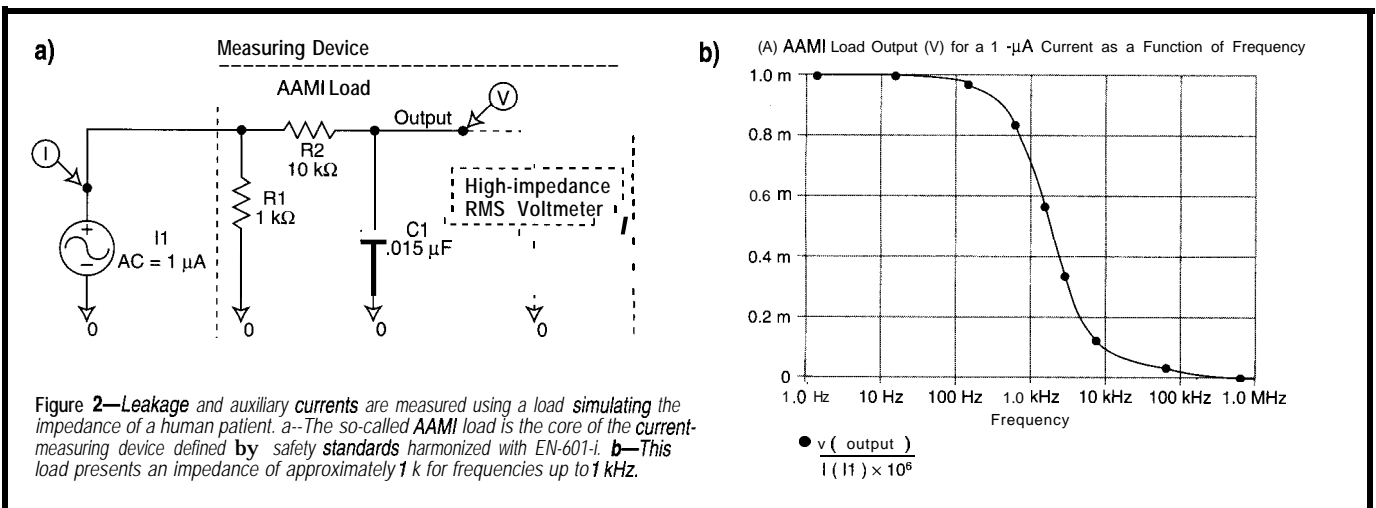 a)
Measuring Device
AAMI Load
I
V
Output
R2
10 kΩ
R1
1 kΩ
High-impedance
RMS Voltmeter
I
+
−
I1
AC = 1 µA
C1
.015 µF
0
0
0
0
Figure 2—Leakage and auxiliary currents are measured using a load simulating the
impedance of a human patient. a--The so-called AAMI load is the core of the current-
measuring device defined by safety standards harmonized with EN-601-i. b—This
load presents an impedance of approximately 1 k for frequencies up to 1 kHz.
b)
(A) AAMI Load Output (V) for a 1 -µA Current as a Function of Frequency
1.0 m
0.8 m
0.6 m
0.4 m
0.2 m
0
1.0 Hz 10 Hz 100 Hz 1.0 kHz 10 kHz 100 kHz 1.0 MHz
Frequency
v ( output )
I ( I1 ) × 10⁶